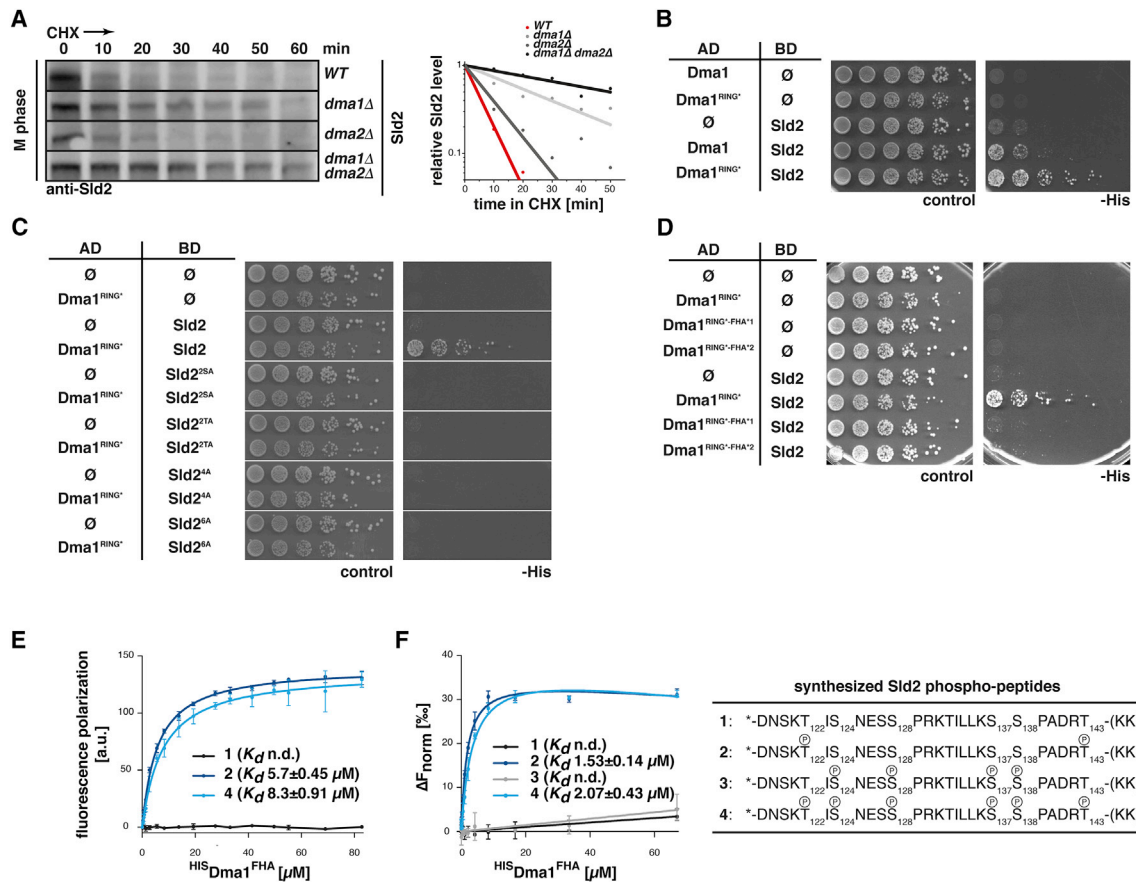 A
CHX
0 10 20 30 40 50 60 min
M phase
WT
dma1Δ
dma2Δ
dma1Δ
dma2Δ
Sld2
anti-Sld2
WT
dma1Δ
dma2Δ
dma1Δ dma2Δ
relative Sld2 level
1
0.1
0 10 20 30 40 50
time in CHX [min]
B
AD BD
Dma1 Ø
Dma1RING* Ø
Ø Sld2
Dma1 Sld2
Dma1RING* Sld2
control -His
C
AD BD
Ø Ø
Dma1RING* Ø
Ø Sld2
Dma1RING* Sld2
Ø Sld22SA
Dma1RING* Sld22SA
Ø Sld22TA
Dma1RING* Sld22TA
Ø Sld24A
Dma1RING* Sld24A
Ø Sld26A
Dma1RING* Sld26A
control -His
D
AD BD
Ø Ø
Dma1RING* Ø
Dma1RING*-FHA*1 Ø
Dma1RING*-FHA*2 Ø
Ø Sld2
Dma1RING* Sld2
Dma1RING*-FHA*1 Sld2
Dma1RING*-FHA*2 Sld2
control -His
E
fluorescence polarization
[a.u.]
150
100
50
0
0 20 40 60 80
1 (Kd n.d.)
2 (Kd 5.7±0.45 µM)
4 (Kd 8.3±0.91 µM)
HISDma1FHA [µM]
F
ΔFnorm [‰]
40
30
20
10
0
0 20 40 60
1 (Kd n.d.)
2 (Kd 1.53±0.14 µM)
3 (Kd n.d.)
4 (Kd 2.07±0.43 µM)
HISDma1FHA [µM]
synthesized Sld2 phospho-peptides
1: *-DNSKT122IS124NESS128PRKTILLKS137S138PADRT143-(KK
P P
2: *-DNSKT122IS124NESS128PRKTILLKS137S138PADRT143-(KK
P P P P
3: *-DNSKT122IS124NESS128PRKTILLKS137S138PADRT143-(KK
P P P P P P
4: *-DNSKT122IS124NESS128PRKTILLKS137S138PADRT143-(KK